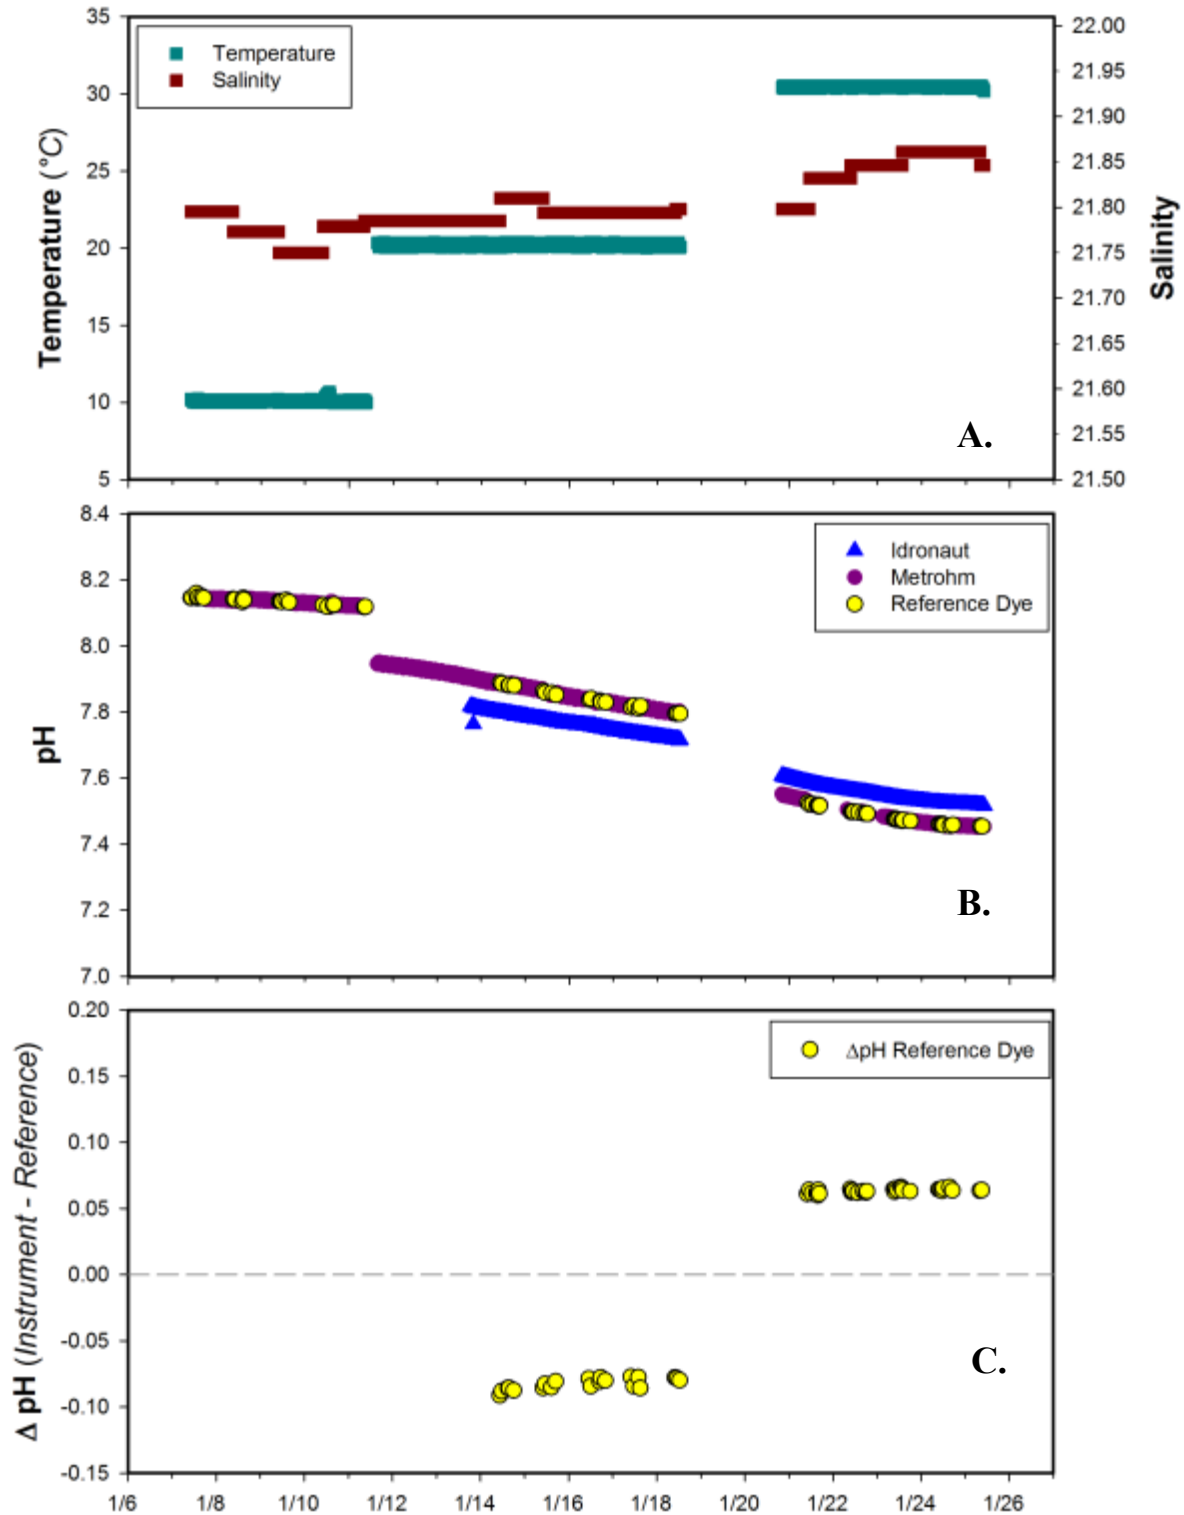 35
30
25
20
15
10
5
Temperature (°C)
Temperature
Salinity
22.00
21.95
21.90
21.85
21.80
21.75
21.70
21.65
21.60
21.55
21.50
Salinity
A.
8.4
8.2
8.0
7.8
7.6
7.4
7.2
7.0
pH
Idronaut
Metrohm
Reference Dye
B.
0.20
0.15
0.10
0.05
0.00
-0.05
-0.10
-0.15
Δ pH (Instrument - Reference)
ΔpH Reference Dye
C.
1/6 1/8 1/10 1/12 1/14 1/16 1/18 1/20 1/22 1/24 1/26